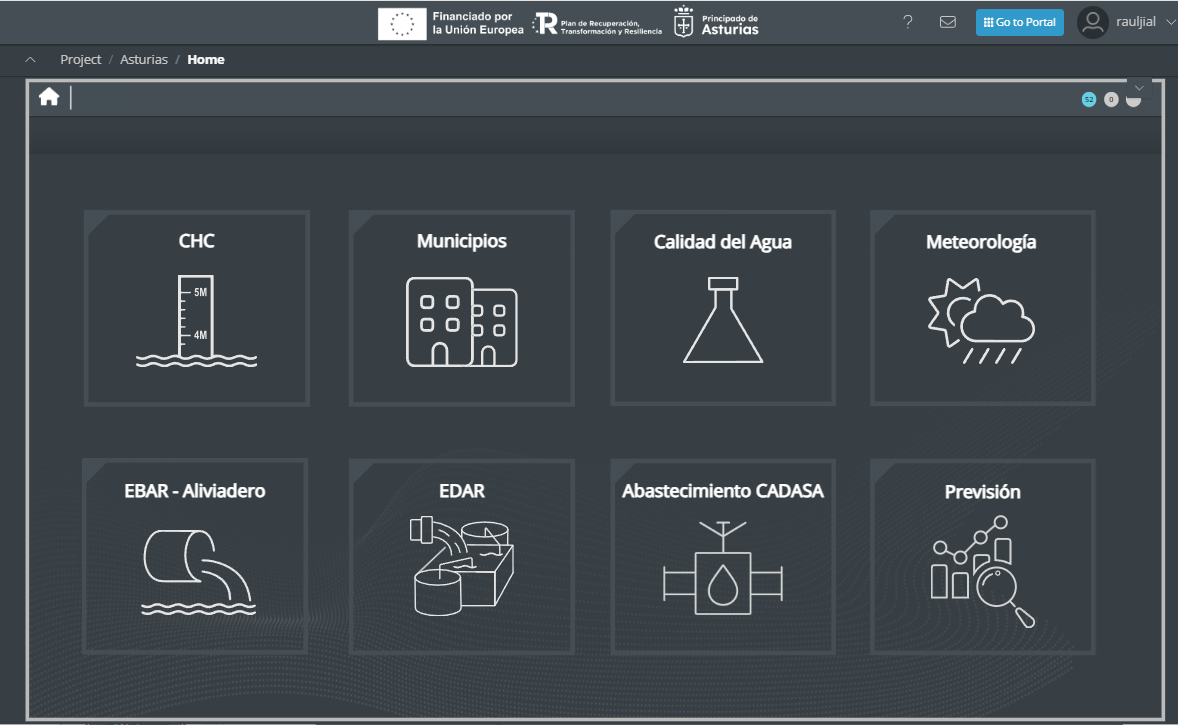 Financiado por
la Unión Europea
Plan de Recuperación,
Transformación y Resiliencia
Principado de
Asturias
?
Go to Portal
rauljial
Project / Asturias / Home
52
0
CHC
5M
4M
Municipios
Calidad del Agua
Meteorología
EBAR - Aliviadero
EDAR
Abastecimiento CADASA
Previsión